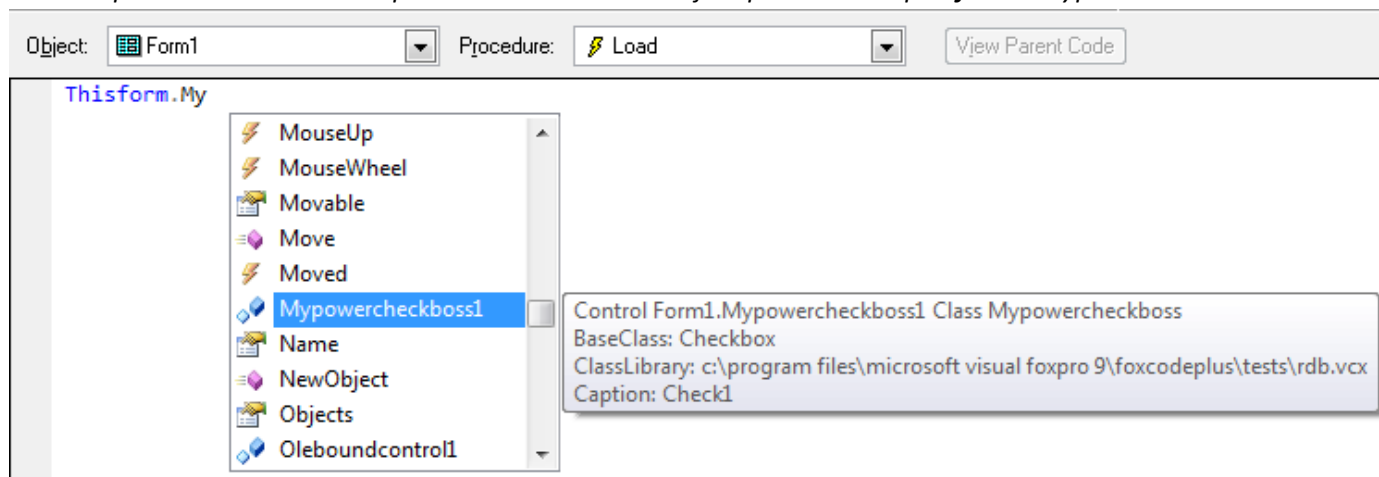 Object: Form1 Procedure: Load View Parent Code
Thisform.My
MouseUp
MouseWheel
Movable
Move
Moved
Mypowercheckboss1
Name
NewObject
Objects
Oleboundcontrol1
Control Form1.Mypowercheckboss1 Class Mypowercheckboss
BaseClass: Checkbox
ClassLibrary: c:\program files\microsoft visual foxpro 9\foxcodeplus\tests\rdb.vcx
Caption: Check1